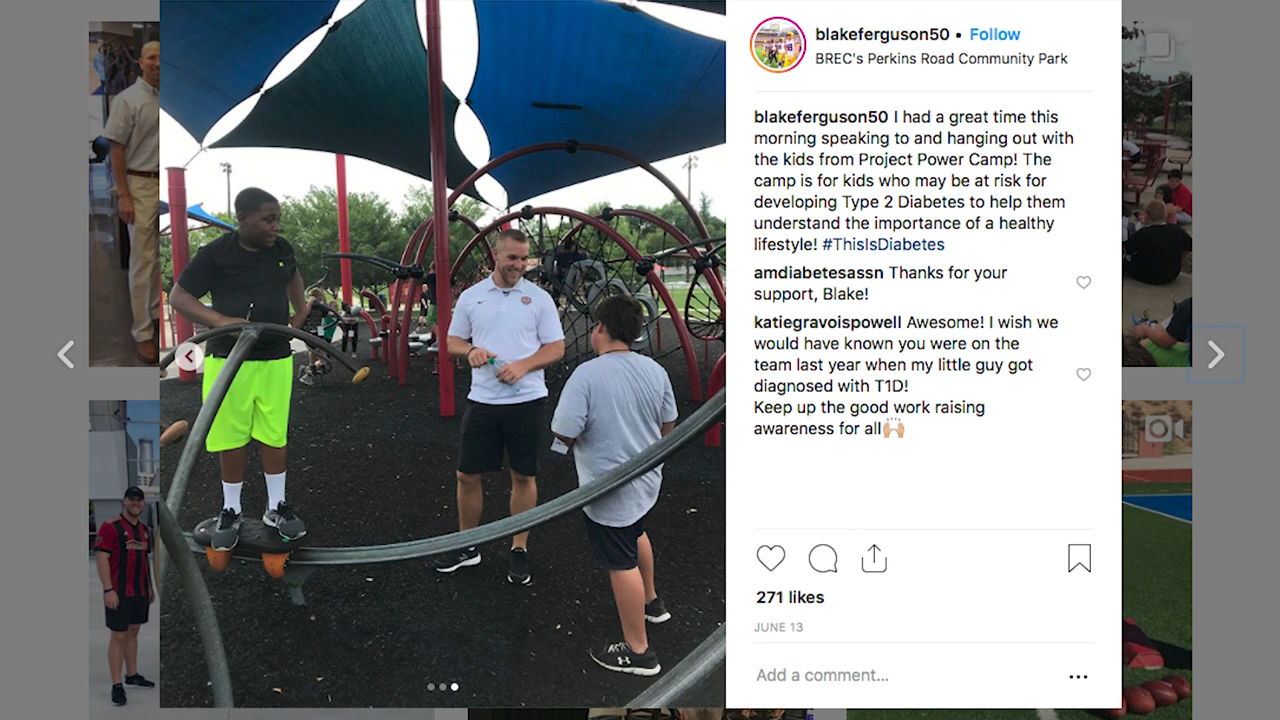 blakeferguson50 • Follow
BREC's Perkins Road Community Park
blakeferguson50 I had a great time this
morning speaking to and hanging out with
the kids from Project Power Camp! The
camp is for kids who may be at risk for
developing Type 2 Diabetes to help them
understand the importance of a healthy
lifestyle! #ThisIsDiabetes
amdiabetesassn Thanks for your
support, Blake!
katiegravoispowell Awesome! I wish we
would have known you were on the
team last year when my little guy got
diagnosed with T1D!
Keep up the good work raising
awareness for all🙌🏼
271 likes
JUNE 13
Add a comment...